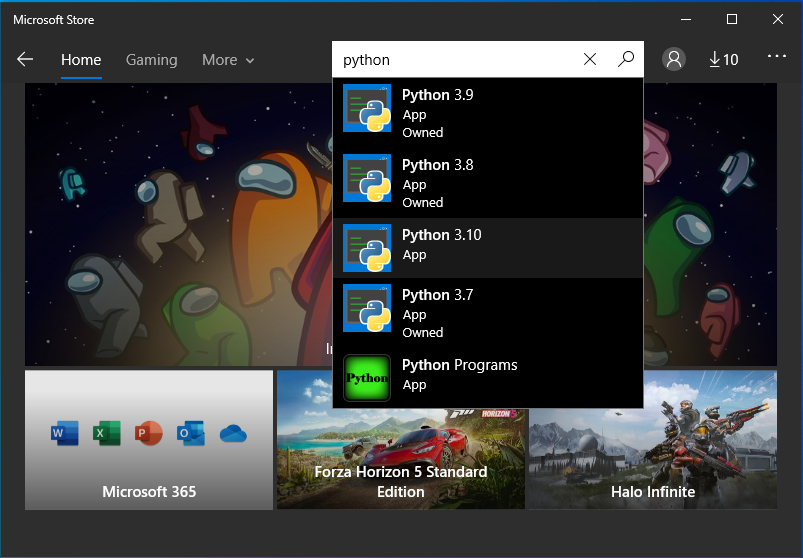 Microsoft Store
Home
Gaming
More
python
10
Python 3.9
App
Owned
Python 3.8
App
Owned
Python 3.10
App
Python 3.7
App
Owned
Python Programs
App
Python
Microsoft 365
HORIZON 5
Forza Horizon 5 Standard
Edition
Halo Infinite